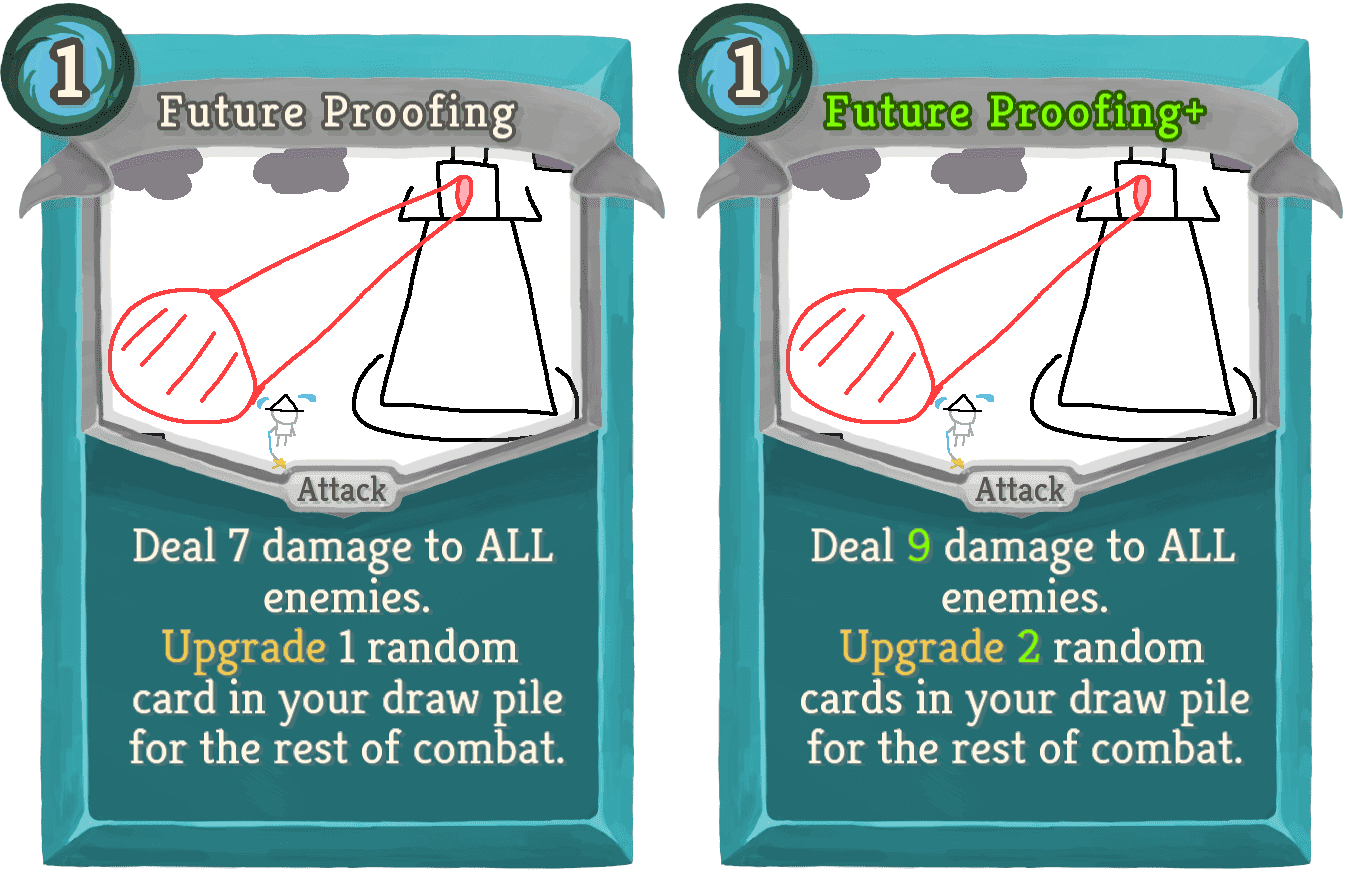 1
Future Proofing
Attack
Deal 7 damage to ALL
enemies.
Upgrade 1 random
card in your draw pile
for the rest of combat.
1
Future Proofing+
Attack
Deal 9 damage to ALL
enemies.
Upgrade 2 random
cards in your draw pile
for the rest of combat.